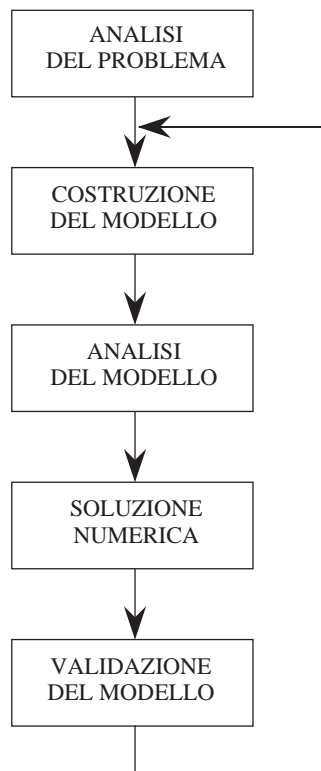 ANALISI
DEL PROBLEMA
COSTRUZIONE
DEL MODELLO
ANALISI
DEL MODELLO
SOLUZIONE
NUMERICA
VALIDAZIONE
DEL MODELLO